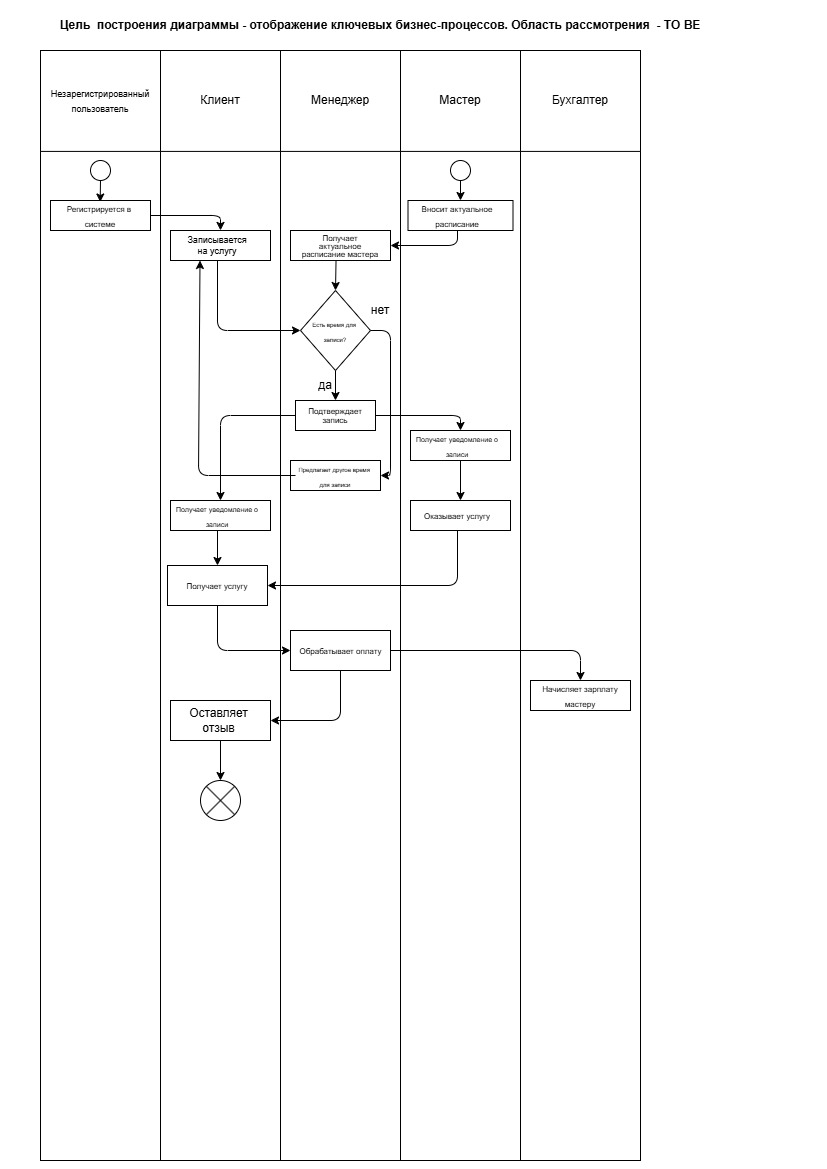 Цель построения диаграммы - отображение ключевых бизнес-процессов. Область рассмотрения - TO BE
Незарегистрированный
пользователь
Клиент
Менеджер
Мастер
Бухгалтер
Регистрируется в
системе
Вносит актуальное
расписание
Записывается
на услугу
Получает
актуальное
расписание мастера
нет
Есть время для
записи?
да
Подтверждает
запись
Получает уведомление о
записи
Предлагает другое время
для записи
Получает уведомление о
записи
Оказывает услугу
Получает услугу
Обрабатывает оплату
Начисляет зарплату
мастеру
Оставляет
отзыв